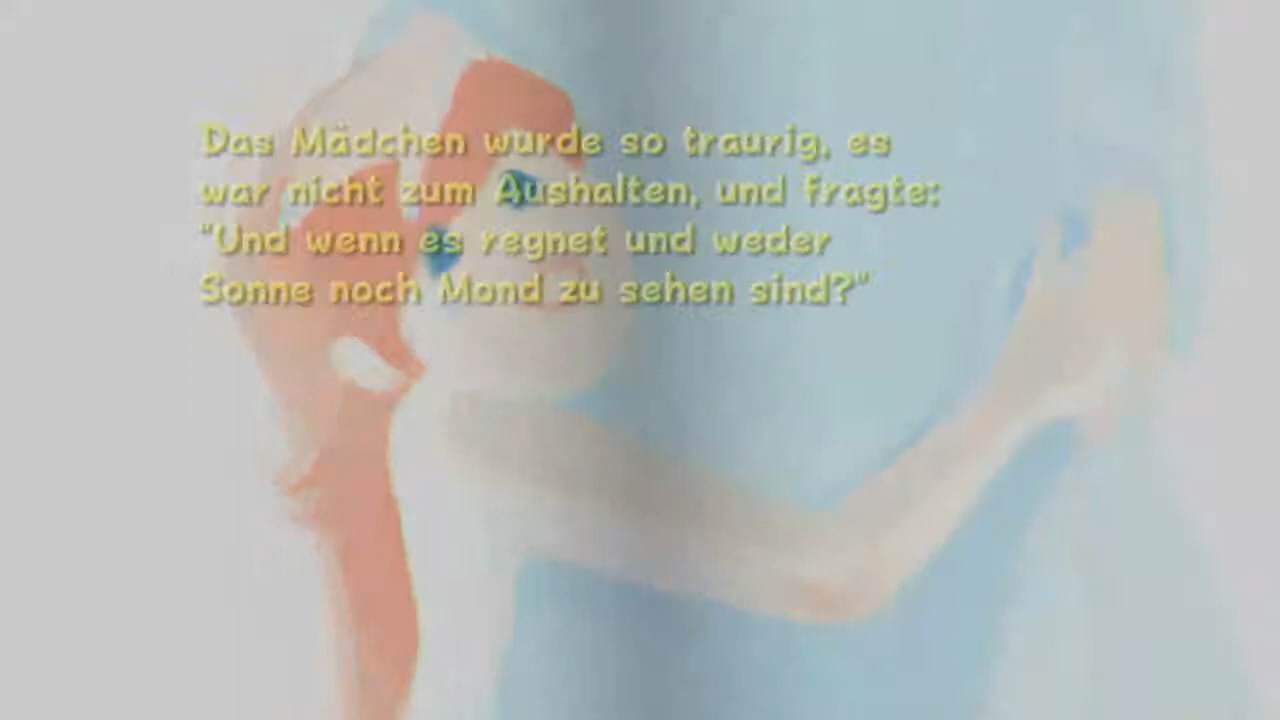 Das Mädchen wurde so traurig, es
war nicht zum Aushalten, und fragte:
"Und wenn es regnet und weder
Sonne noch Mond zu sehen sind?"